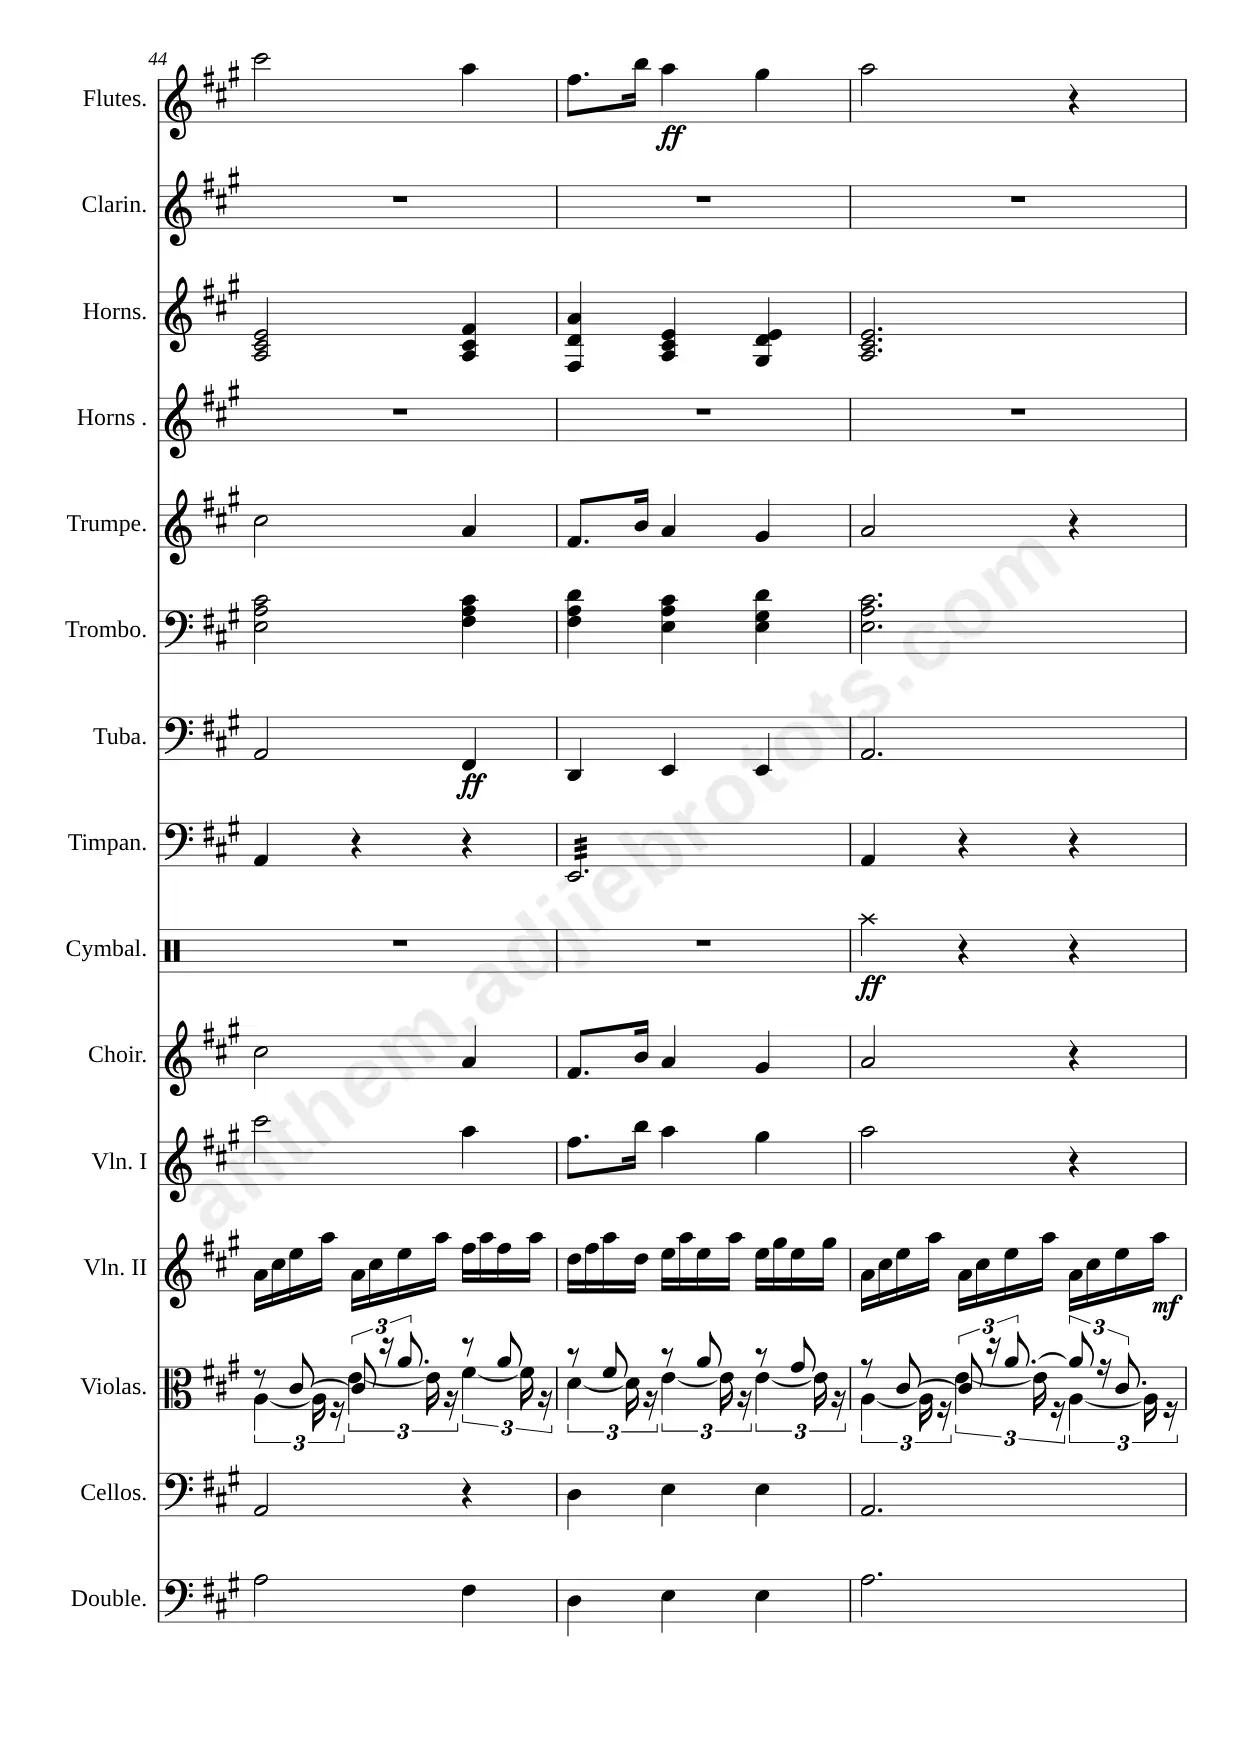 44
Flutes.
ff
Clarin.
Horns.
Horns .
Trumpe.
Trombo.
Tuba.
ff
Timpan.
Cymbal.
ff
Choir.
Vln. I
Vln. II
mf
3 3 3
Violas.
3 3 3 3 3 3 3 3 3
Cellos.
Double.
anthem.adjiebrotots.com